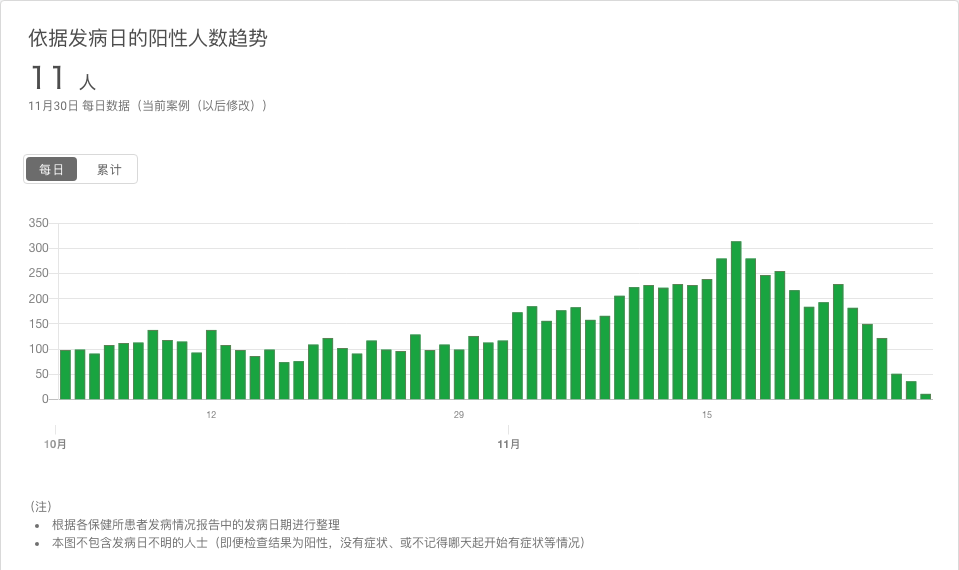 依据发病日的阳性人数趋势
11 人
11月30日 每日数据（当前案例（以后修改））
每日 累计
350
300
250
200
150
100
50
0
12 29 15
10月 11月
（注）
• 根据各保健所患者发病情况报告中的发病日期进行整理
• 本图不包含发病日不明的人士（即便检查结果为阳性，没有症状、或不记得哪天起开始有症状等情况）